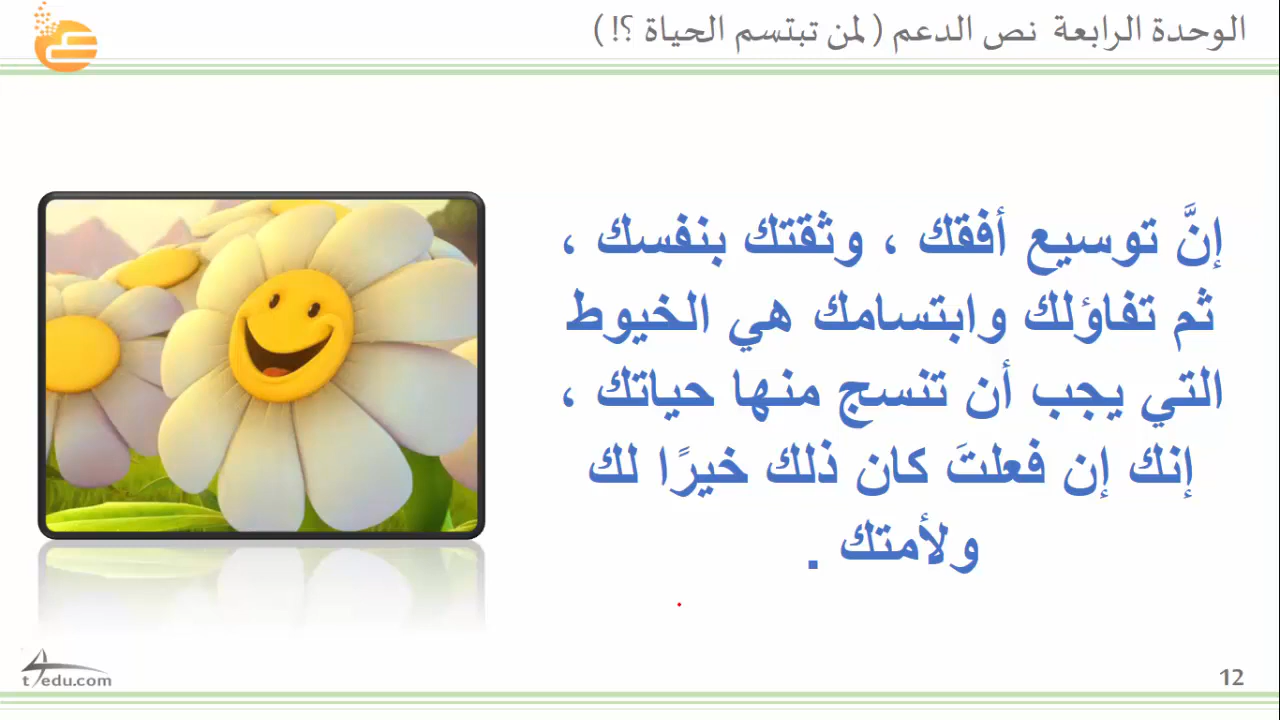 الوحدة الرابعة نص الدعم ( لمن تبتسم الحياة ؟! )
إنَّ توسيع أفقك ، وثقتك بنفسك ،
ثم تفاؤلك وابتسامك هي الخيوط
التي يجب أن تنسج منها حياتك ،
إنك إن فعلتَ كان ذلك خيرًا لك
ولأمتك .
t4edu.com
12